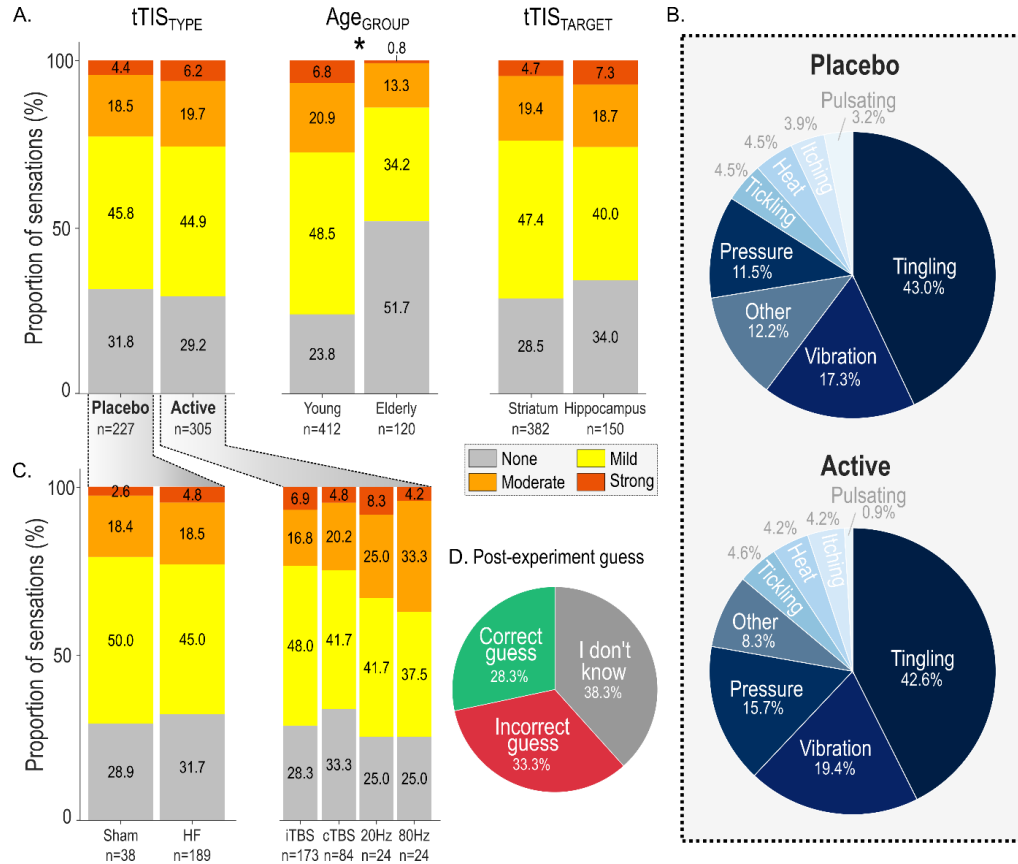 A.
tTISTYPE
AgeGROUP
tTISTARGET
*
Proportion of sensations (%)
100
50
0
4.4
18.5
45.8
31.8
6.2
19.7
44.9
29.2
6.8
20.9
48.5
23.8
0.8
13.3
34.2
51.7
4.7
19.4
47.4
28.5
7.3
18.7
40.0
34.0
Placebo
n=227
Active
n=305
Young
n=412
Elderly
n=120
Striatum
n=382
Hippocampus
n=150
None
Mild
Moderate
Strong
B.
Placebo
Pulsating
3.2%
3.9%
Itching
4.5%
Heat
4.5%
Tickling
Pressure
11.5%
Other
12.2%
Vibration
17.3%
Tingling
43.0%
Active
Pulsating
0.9%
4.2%
Itching
4.2%
Heat
4.6%
Tickling
Other
8.3%
Pressure
15.7%
Vibration
19.4%
Tingling
42.6%
C.
Proportion of sensations (%)
100
50
0
2.6
18.4
50.0
28.9
4.8
18.5
45.0
31.7
6.9
16.8
48.0
28.3
4.8
20.2
41.7
33.3
8.3
25.0
41.7
25.0
4.2
33.3
37.5
25.0
Sham
n=38
HF
n=189
iTBS
n=173
cTBS
n=84
20Hz
n=24
80Hz
n=24
D. Post-experiment guess
Correct
guess
28.3%
I don't
know
38.3%
Incorrect
guess
33.3%